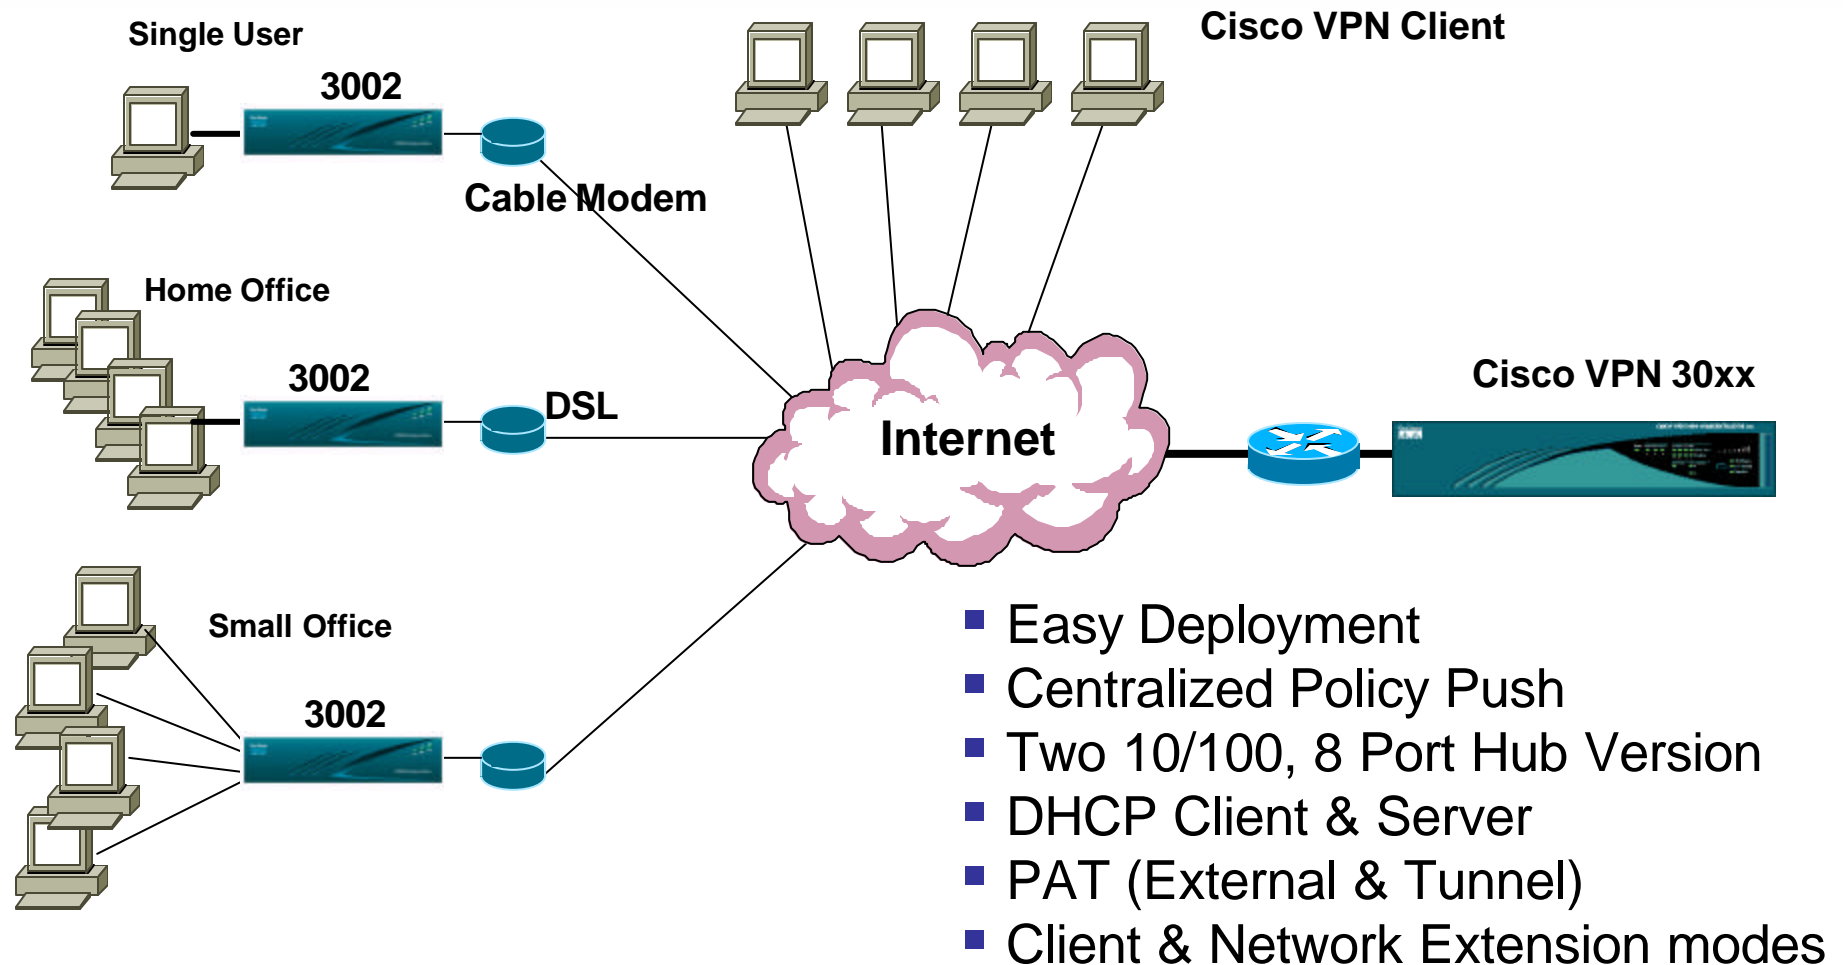 Single User
3002
Cisco VPN Client
Cable Modem
Home Office
3002
DSL
Internet
Cisco VPN 30xx
Small Office
3002
Easy Deployment
Centralized Policy Push
Two 10/100, 8 Port Hub Version
DHCP Client & Server
PAT (External & Tunnel)
Client & Network Extension modes